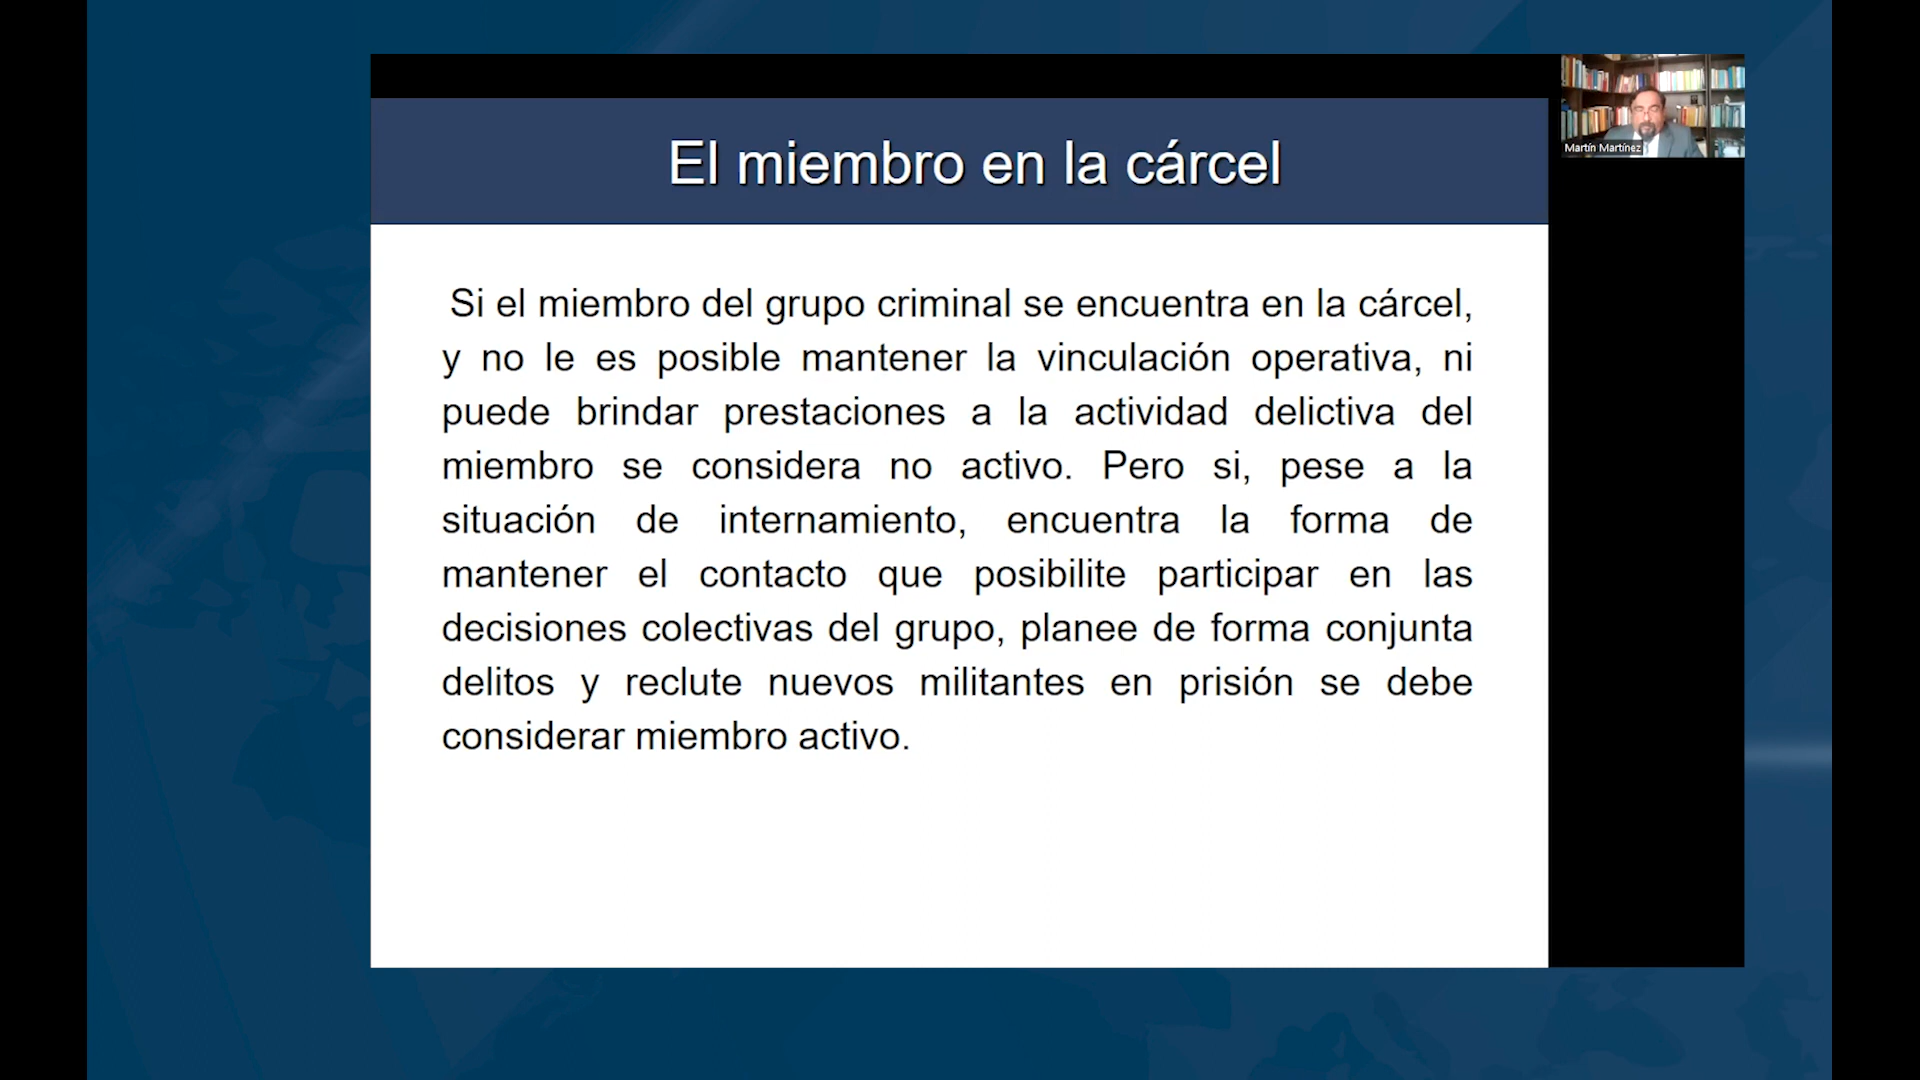 El miembro en la cárcel
Martín Martínez
Si el miembro del grupo criminal se encuentra en la cárcel,
y no le es posible mantener la vinculación operativa, ni
puede brindar prestaciones a la actividad delictiva del
miembro se considera no activo. Pero si, pese a la
situación de internamiento, encuentra la forma de
mantener el contacto que posibilite participar en las
decisiones colectivas del grupo, planee de forma conjunta
delitos y reclute nuevos militantes en prisión se debe
considerar miembro activo.